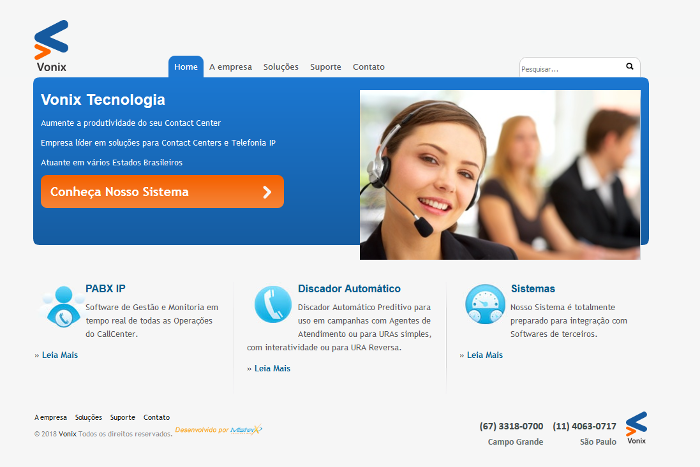 Vonix
Home
A empresa
Soluções
Suporte
Contato
Pesquisar...
Vonix Tecnologia
Aumente a produtividade do seu Contact Center
Empresa líder em soluções para Contact Centers e Telefonia IP
Atuante em vários Estados Brasileiros
Conheça Nosso Sistema
PABX IP
Software de Gestão e Monitoria em
tempo real de todas as Operações
do CallCenter.
» Leia Mais
Discador Automático
Discador Automático Preditivo para
uso em campanhas com Agentes de
Atendimento ou para URAs simples,
com interatividade ou para URA Reversa.
» Leia Mais
Sistemas
Nosso Sistema é totalmente
preparado para integração com
Softwares de terceiros.
» Leia Mais
A empresa Soluções Suporte Contato
© 2018 Vonix Todos os direitos reservados.
Desenvolvido por
(67) 3318-0700 (11) 4063-0717
Campo Grande São Paulo
Vonix